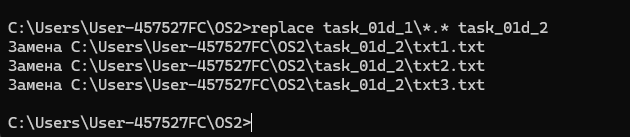 C:\Users\User-457527FC\OS2>replace task_01d_1\*.* task_01d_2
Замена C:\Users\User-457527FC\OS2\task_01d_2\txt1.txt
Замена C:\Users\User-457527FC\OS2\task_01d_2\txt2.txt
Замена C:\Users\User-457527FC\OS2\task_01d_2\txt3.txt
C:\Users\User-457527FC\OS2>